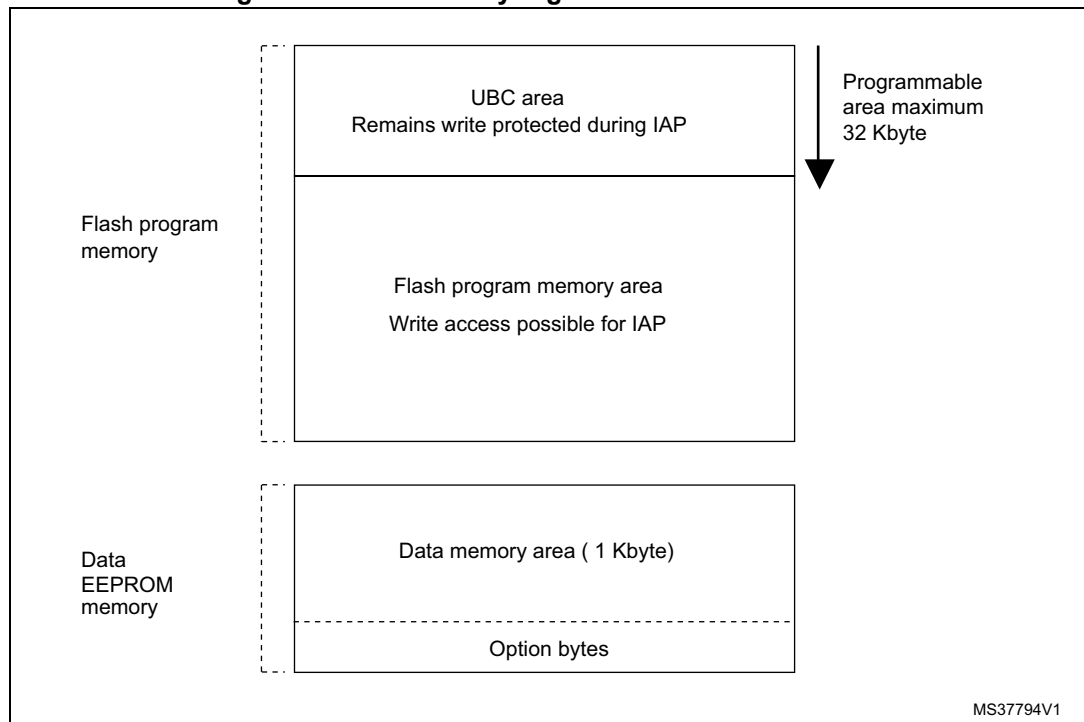 UBC area
Remains write protected during IAP
Programmable
area maximum
32 Kbyte
Flash program
memory
Flash program memory area
Write access possible for IAP
Data
EEPROM
memory
Data memory area ( 1 Kbyte)
Option bytes
MS37794V1